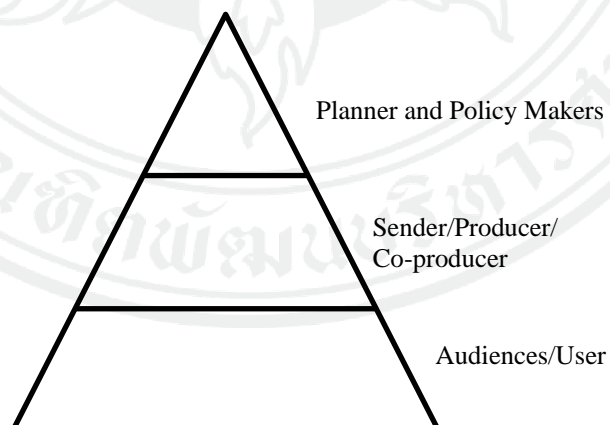 Planner and Policy Makers
Sender/Producer/
Co-producer
Audiences/User